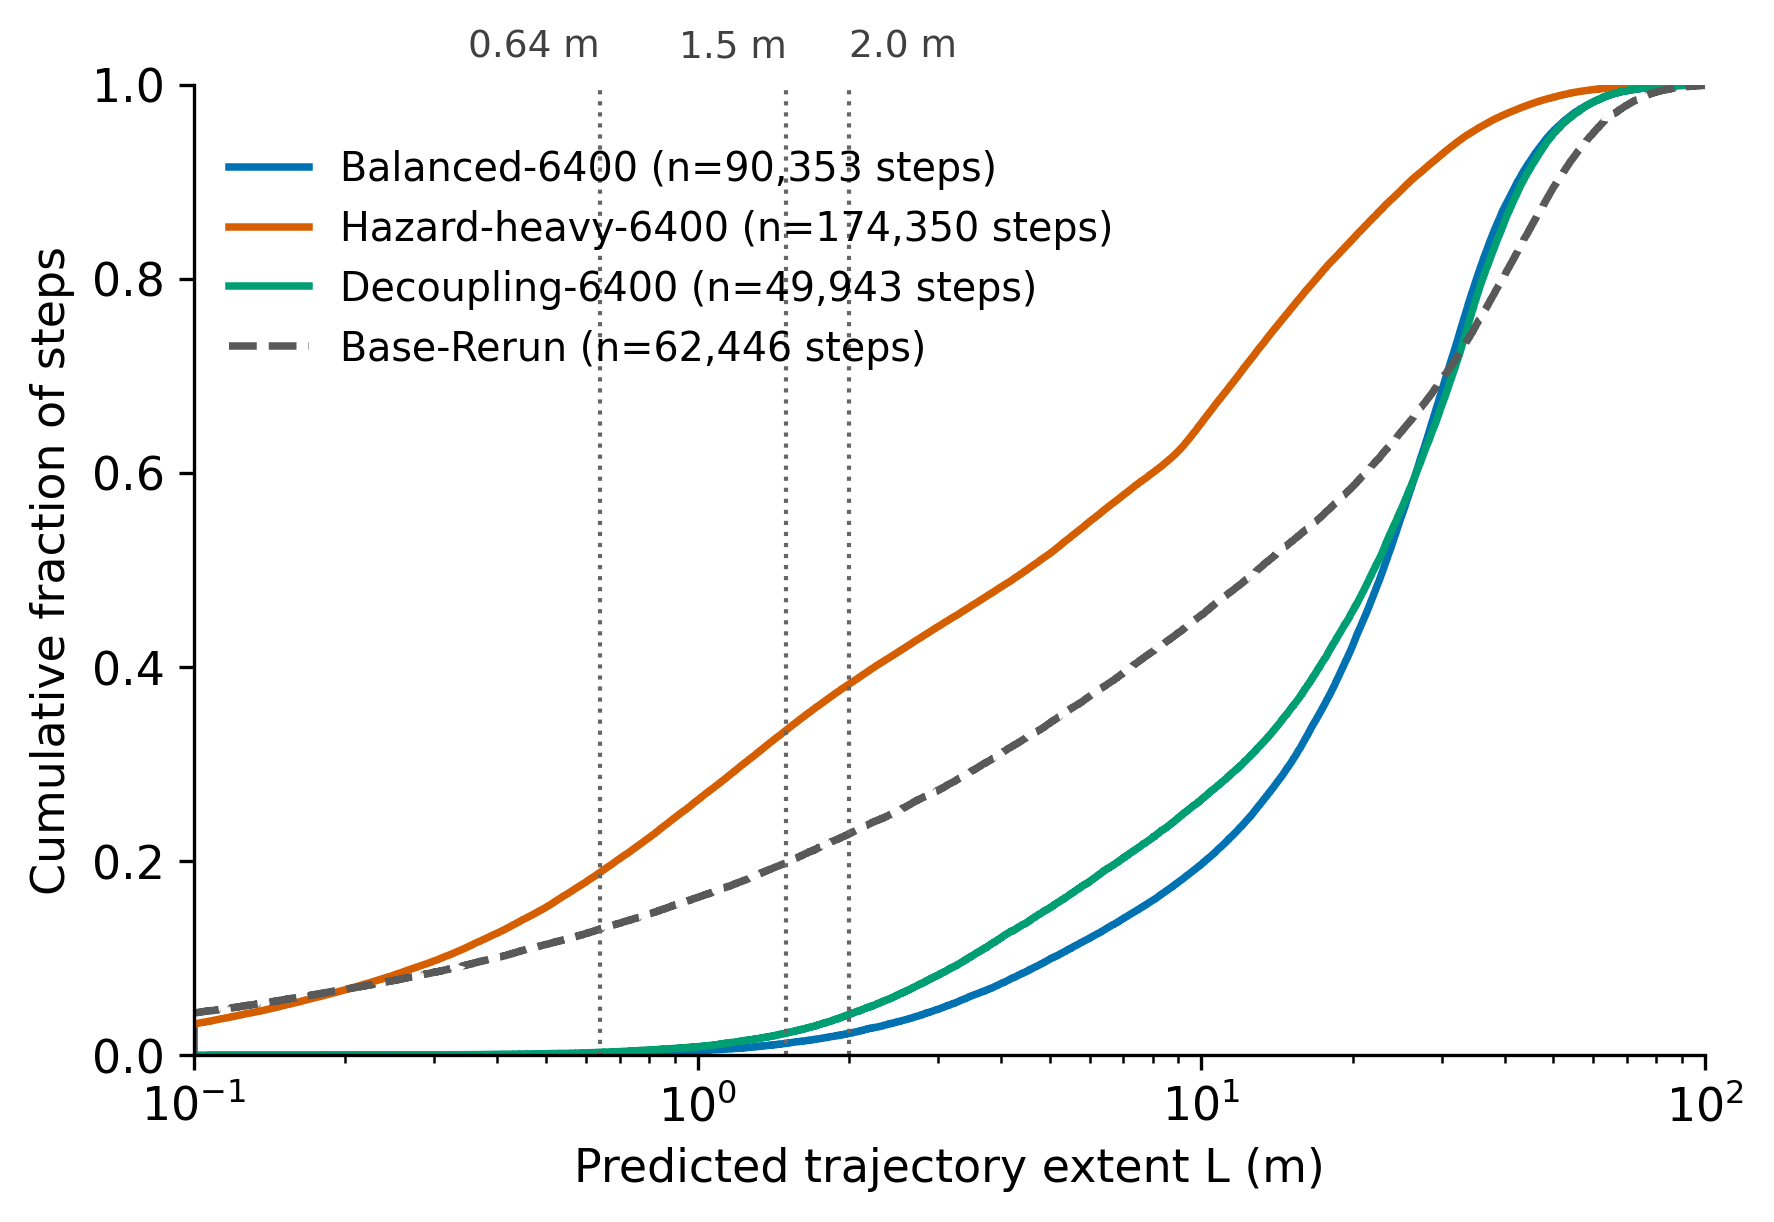 0.64 m 1.5 m 2.0 m
1.0
0.8
0.6
0.4
0.2
0.0
Cumulative fraction of steps
Balanced-6400 (n=90,353 steps)
Hazard-heavy-6400 (n=174,350 steps)
Decoupling-6400 (n=49,943 steps)
Base-Rerun (n=62,446 steps)
10⁻¹ 10⁰ 10¹ 10²
Predicted trajectory extent L (m)